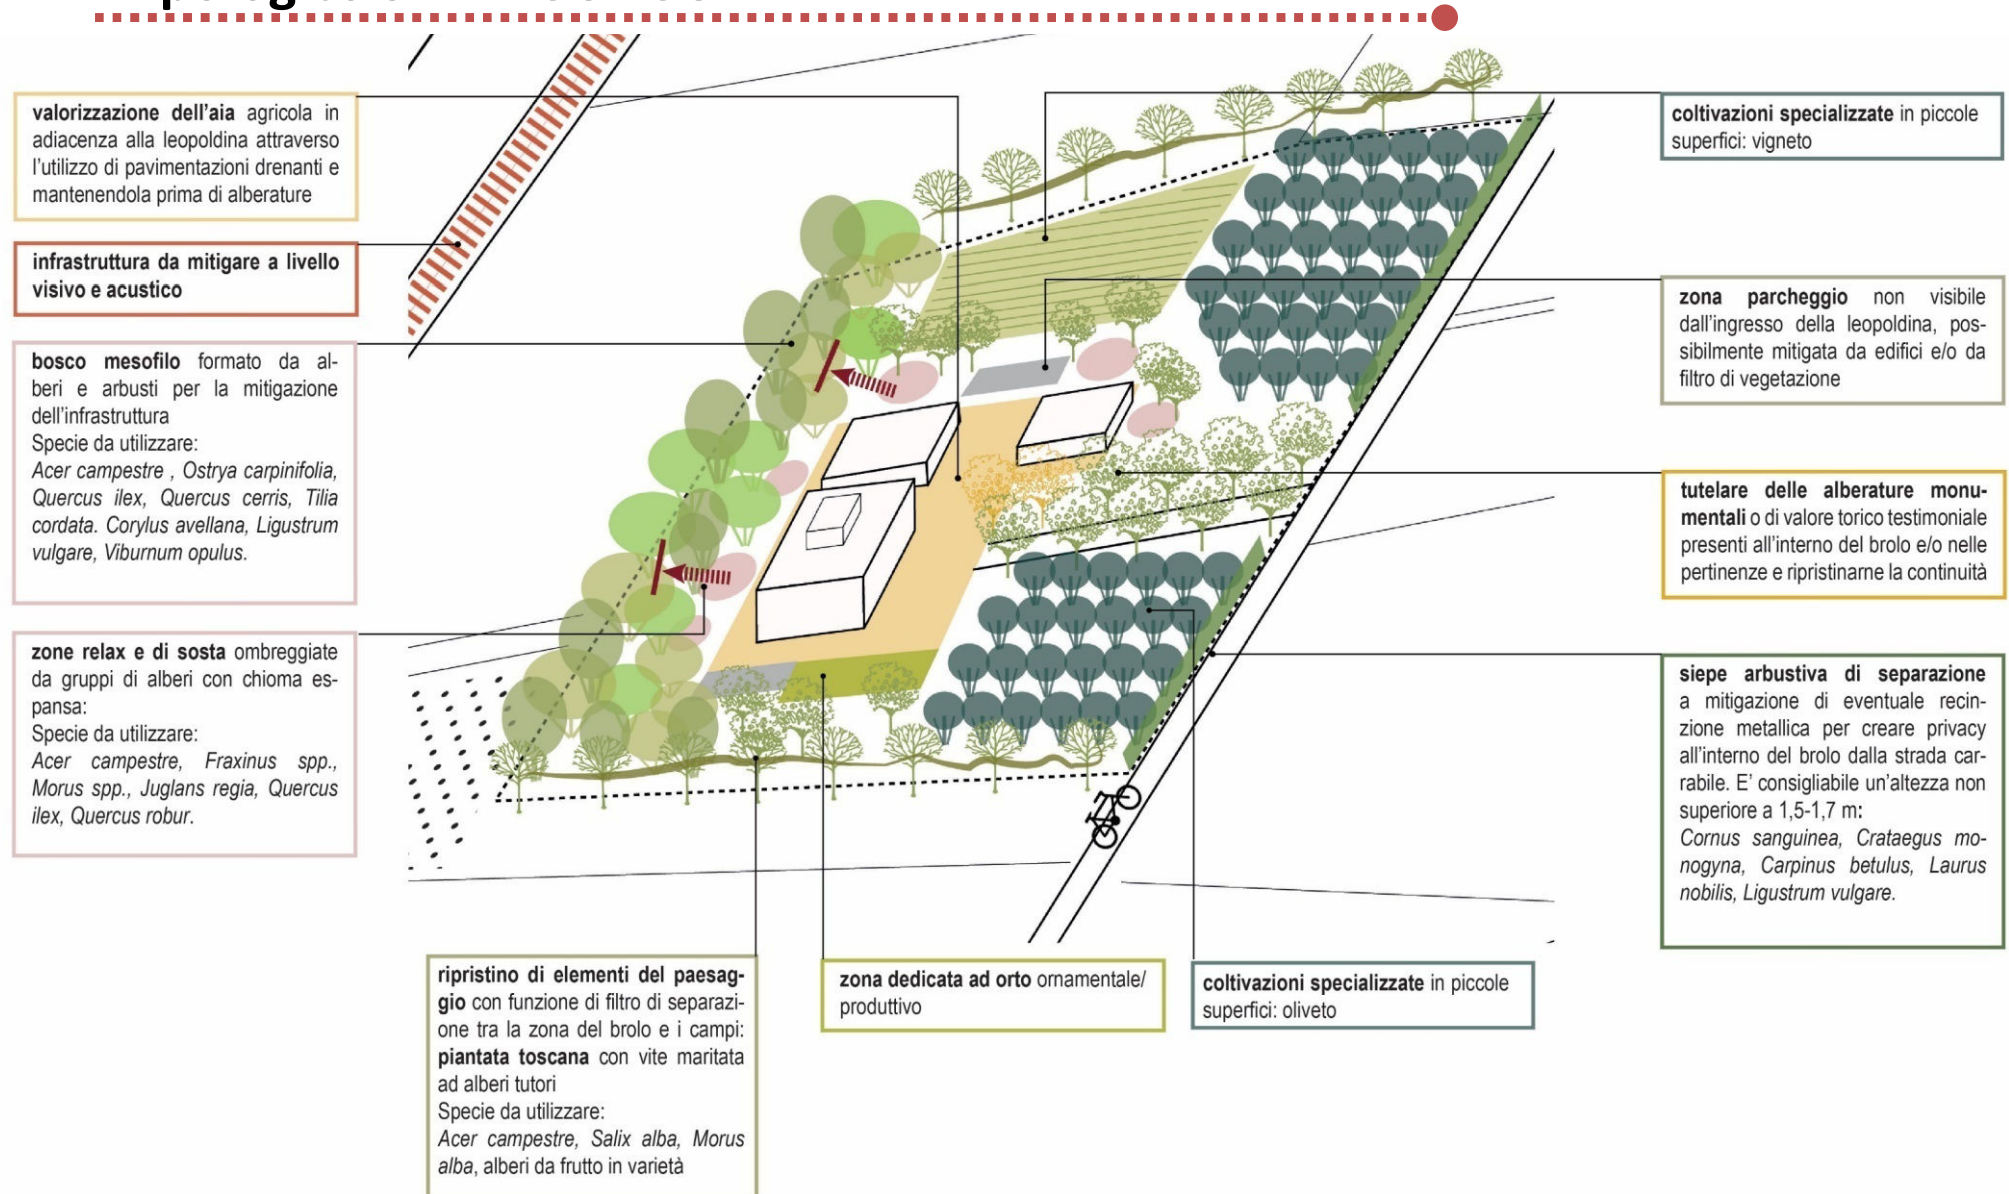 valorizzazione dell'aia agricola in
adiacenza alla leopoldina attraverso
l'utilizzo di pavimentazioni drenanti e
mantenendola prima di alberature
infrastruttura da mitigare a livello
visivo e acustico
bosco mesofilo formato da al-
beri e arbusti per la mitigazione
dell'infrastruttura
Specie da utilizzare:
Acer campestre , Ostrya carpinifolia,
Quercus ilex, Quercus cerris, Tilia
cordata. Corylus avellana, Ligustrum
vulgare, Viburnum opulus.
zone relax e di sosta ombreggiate
da gruppi di alberi con chioma es-
pansa:
Specie da utilizzare:
Acer campestre, Fraxinus spp.,
Morus spp., Juglans regia, Quercus
ilex, Quercus robur.
ripristino di elementi del paesag-
gio con funzione di filtro di separazi-
one tra la zona del brolo e i campi:
piantata toscana con vite maritata
ad alberi tutori
Specie da utilizzare:
Acer campestre, Salix alba, Morus
alba, alberi da frutto in varietà
zona dedicata ad orto ornamentale/
produttivo
coltivazioni specializzate in piccole
superfici: oliveto
coltivazioni specializzate in piccole
superfici: vigneto
zona parcheggio non visibile
dall'ingresso della leopoldina, pos-
sibilmente mitigata da edifici e/o da
filtro di vegetazione
tutelare delle alberature monu-
mentali o di valore torico testimoniale
presenti all'interno del brolo e/o nelle
pertinenze e ripristinarne la continuità
siepe arbustiva di separazione
a mitigazione di eventuale recin-
zione metallica per creare privacy
all'interno del brolo dalla strada car-
rabile. E' consigliabile un'altezza non
superiore a 1,5-1,7 m:
Cornus sanguinea, Crataegus mo-
nogyna, Carpinus betulus, Laurus
nobilis, Ligustrum vulgare.